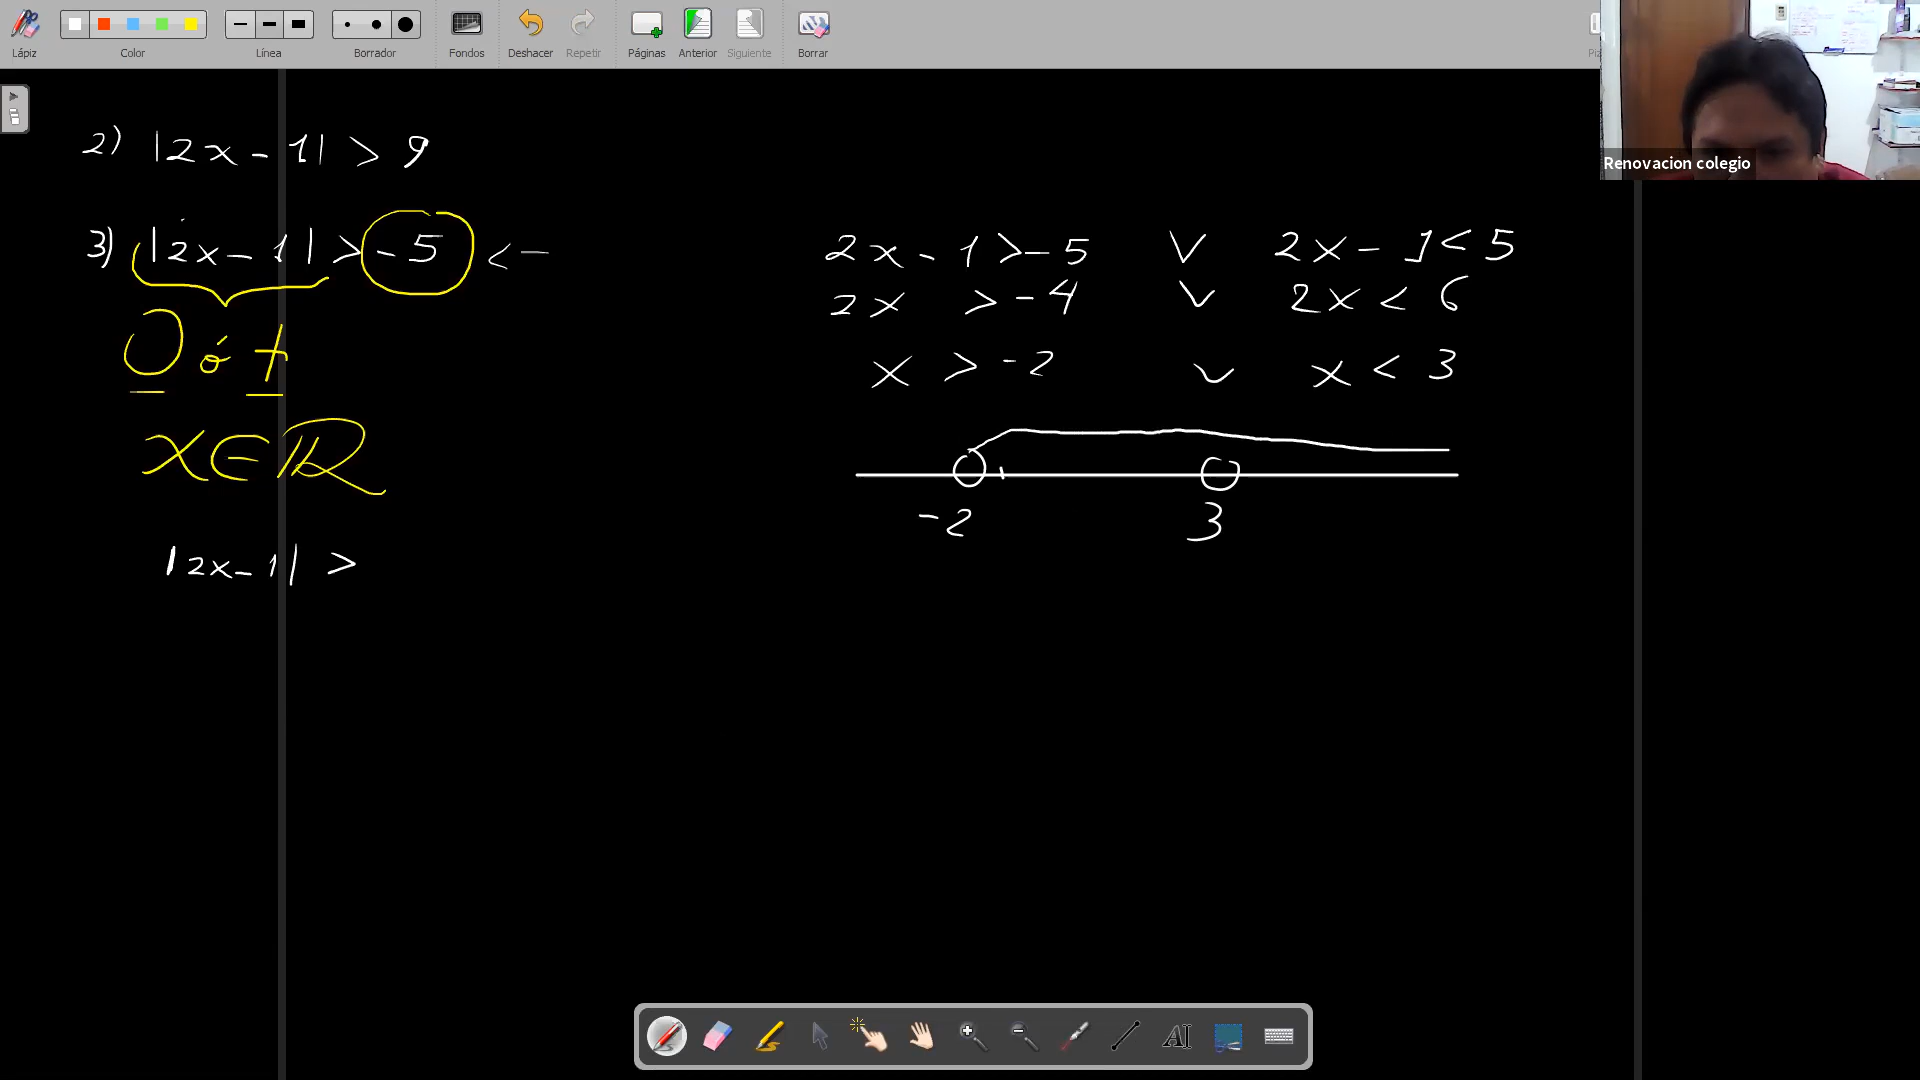 Lápiz Color Línea Borrador Fondos Deshacer Repetir Páginas Anterior Siguiente Borrar
Renovacion colegio
2) |2x - 1| > 9
3) |2x - 1| > -5 < -
0 ó +
x ∈ ℝ
|2x - 1| >
2x - 1 > -5 ∨ 2x - 1 < 5
2x > -4 ∨ 2x < 6
x > -2 ∨ x < 3
-2 3
AI